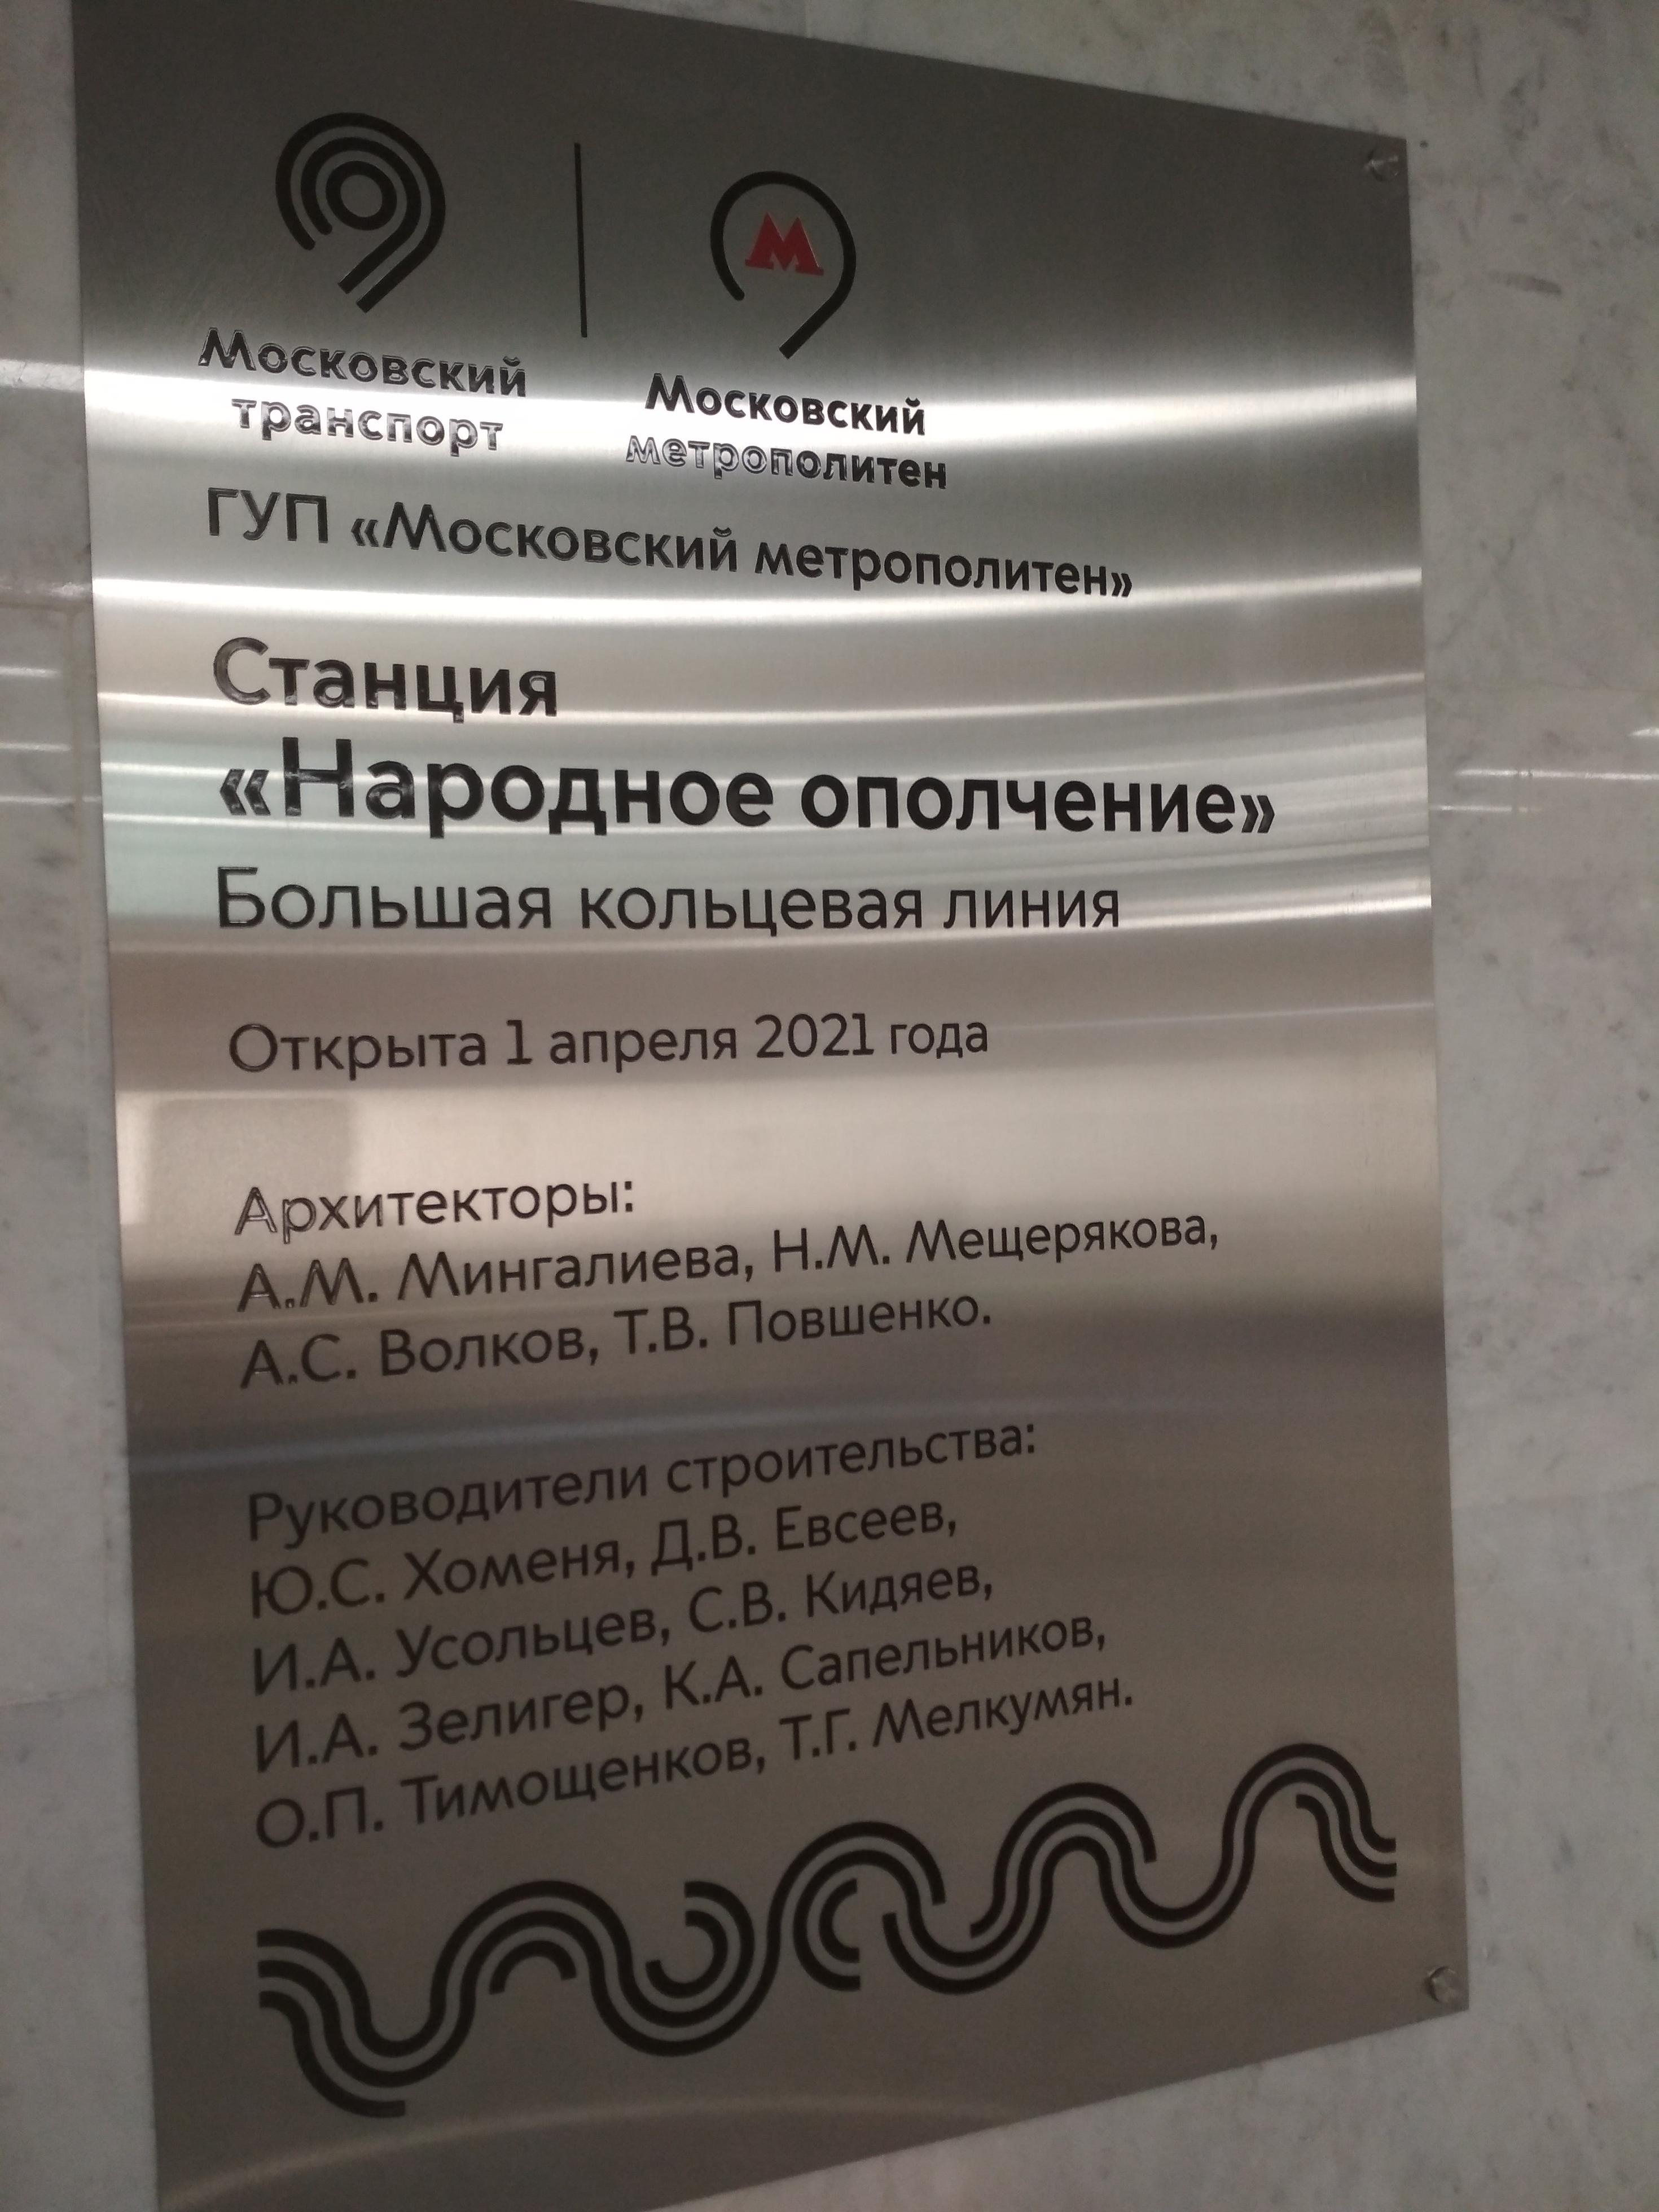 Московский
транспорт
М
Московский
метрополитен
ГУП «Московский метрополитен»
Станция
«Народное ополчение»
Большая кольцевая линия
Открыта 1 апреля 2021 года
Архитекторы:
А.М. Мингалиева, Н.М. Мещерякова,
А.С. Волков, Т.В. Повшенко.
Руководители строительства:
Ю.С. Хоменя, Д.В. Евсеев,
И.А. Усольцев, С.В. Кидяев,
И.А. Зелигер, К.А. Сапельников,
О.П. Тимощенков, Т.Г. Мелкумян.